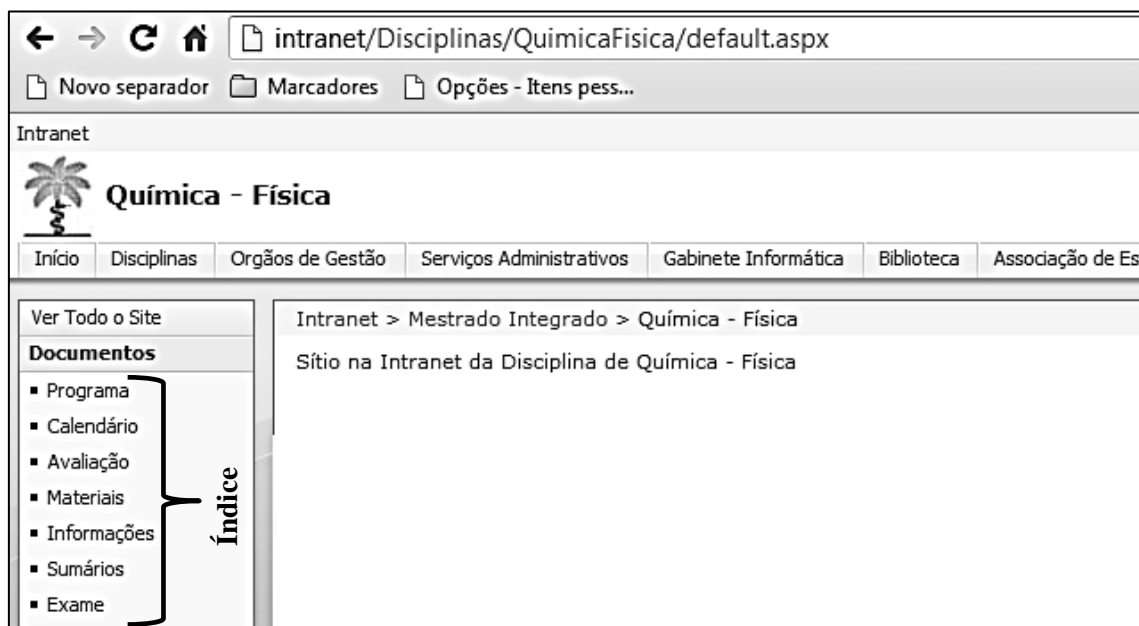 intranet/Disciplinas/QuimicaFisica/default.aspx
Novo separador Marcadores Opções - Itens pess...
Intranet
Química - Física
Início Disciplinas Orgãos de Gestão Serviços Administrativos Gabinete Informática Biblioteca Associação de Es
Ver Todo o Site
Documentos
▪ Programa
▪ Calendário
▪ Avaliação
▪ Materiais
▪ Informações
▪ Sumários
▪ Exame
Índice
Intranet > Mestrado Integrado > Química - Física
Sítio na Intranet da Disciplina de Química - Física